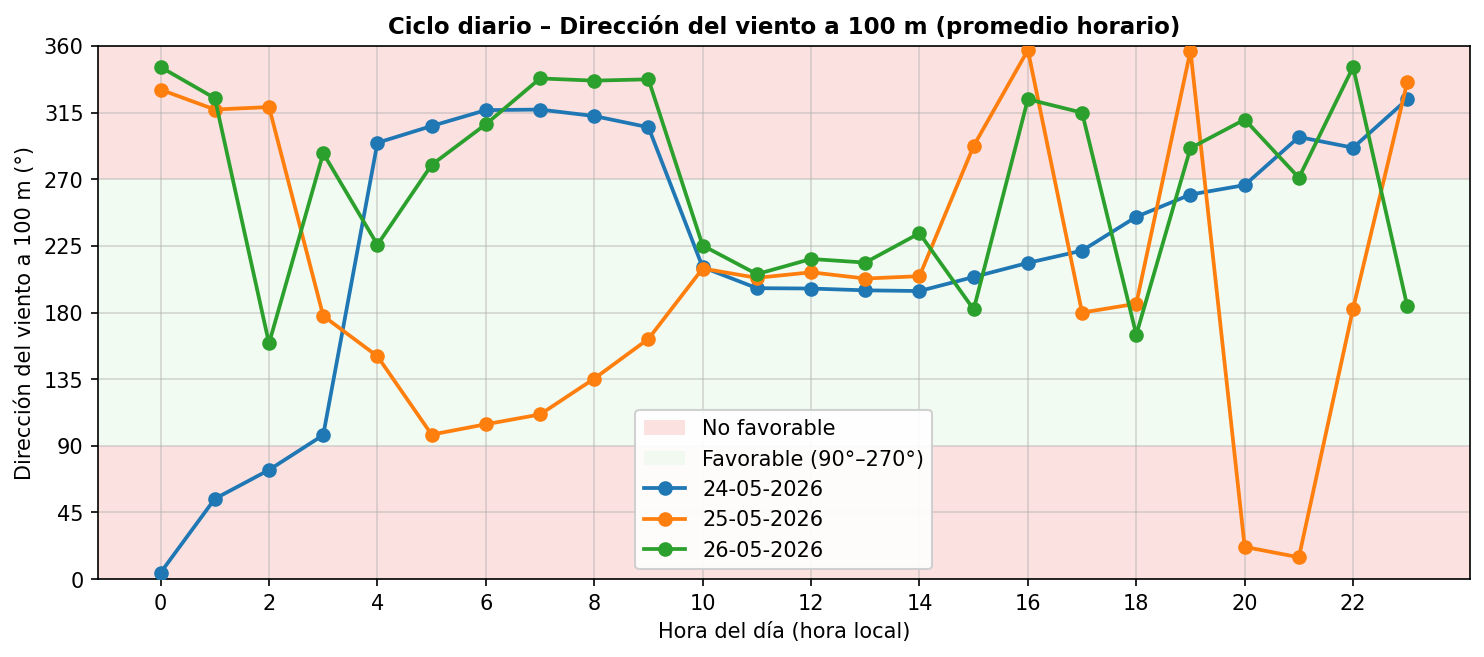 Ciclo diario – Dirección del viento a 100 m (promedio horario)
Dirección del viento a 100 m (°)
360
315
270
225
180
135
90
45
0
No favorable
Favorable (90°–270°)
24-05-2026
25-05-2026
26-05-2026
0 2 4 6 8 10 12 14 16 18 20 22
Hora del día (hora local)